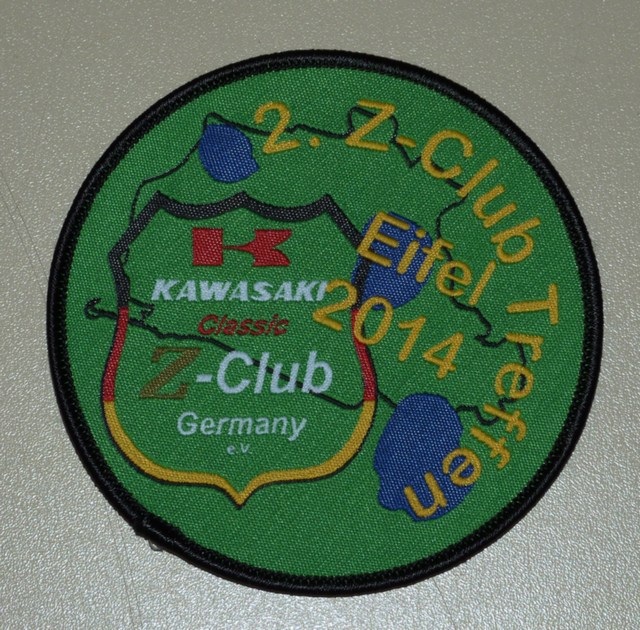 2. Z-Club Treffen
Eifel
2014
K
KAWASAKI
Classic
Z-Club
Germany
e.V.